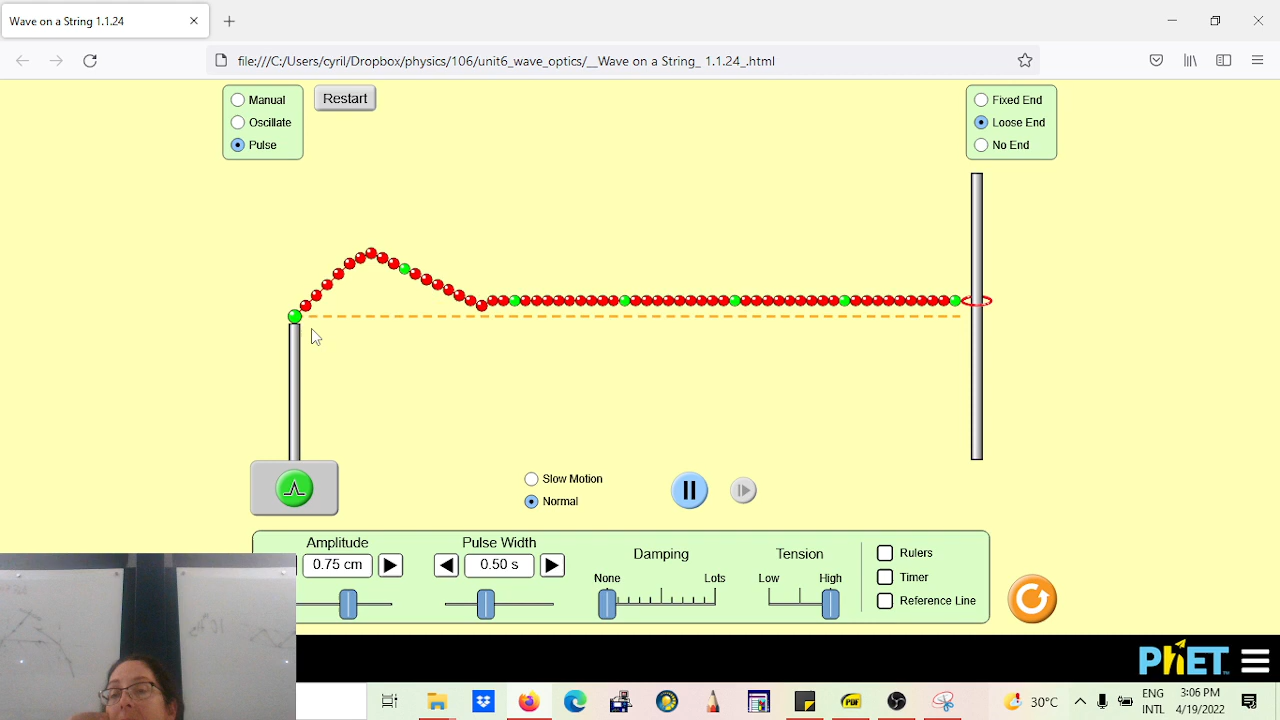 Wave on a String 1.1.24
file:///C:/Users/cyril/Dropbox/physics/106/unit6_wave_optics/__Wave on a String_ 1.1.24_.html
Manual
Oscillate
Pulse
Restart
Fixed End
Loose End
No End
Slow Motion
Normal
Amplitude
0.75 cm
Pulse Width
0.50 s
Damping
None
Lots
Tension
Low
High
Rulers
Timer
Reference Line
PhET
30°C
ENG
INTL
3:06 PM
4/19/2022